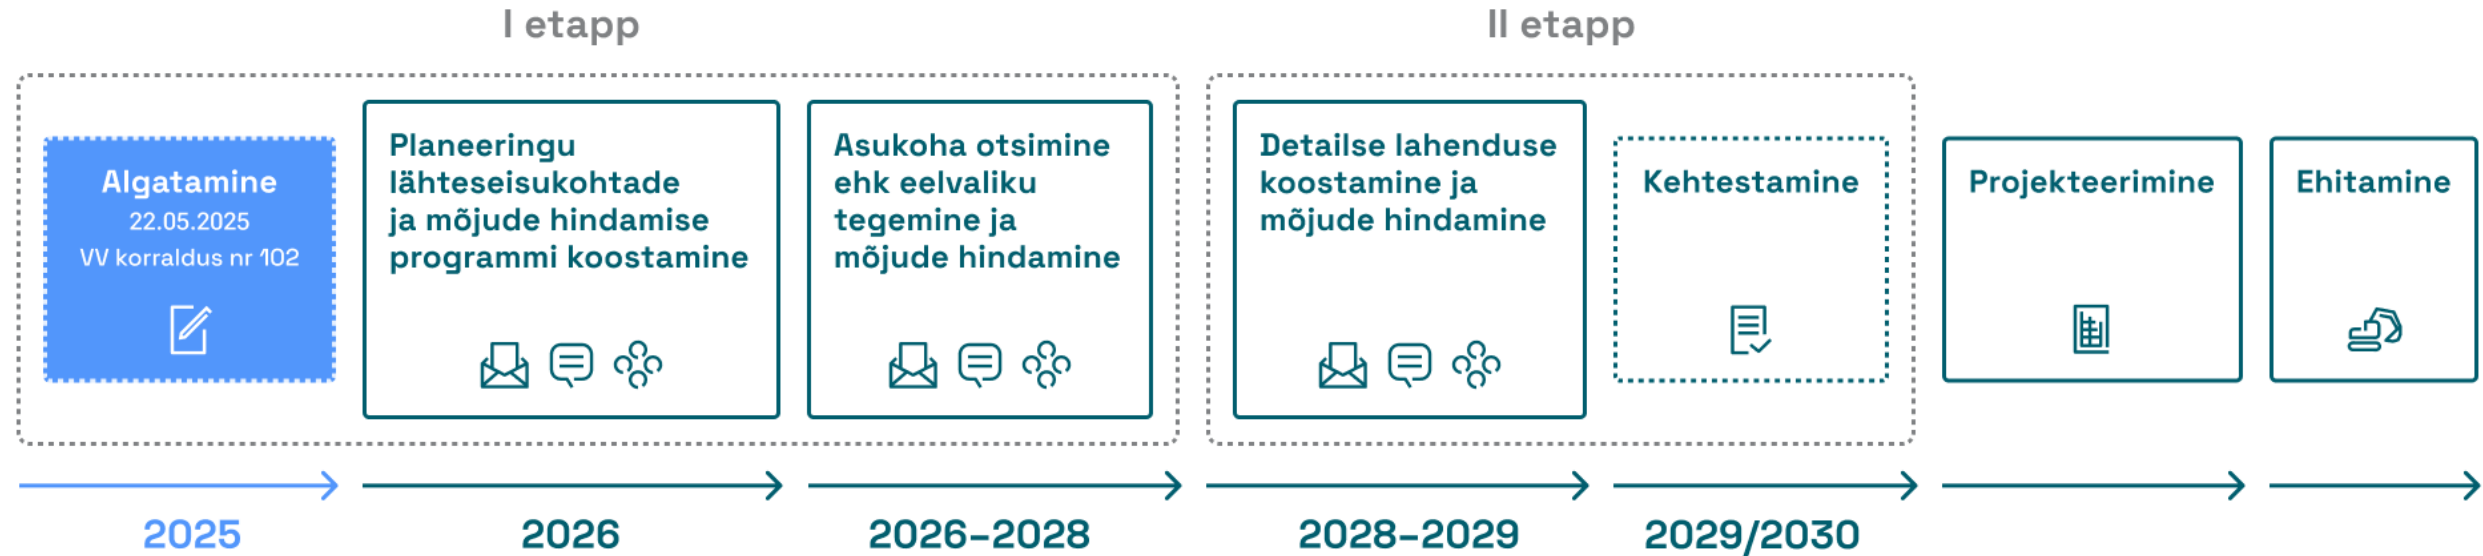 I etapp
II etapp
Algatamine
22.05.2025
VV korraldus nr 102
Planeeringu
lähteseisukohtade
ja mõjude hindamise
programmi koostamine
Asukoha otsimine
ehk eelvaliku
tegemine ja
mõjude hindamine
Detailse lahenduse
koostamine ja
mõjude hindamine
Kehtestamine
Projekteerimine
Ehitamine
2025
2026
2026–2028
2028–2029
2029/2030